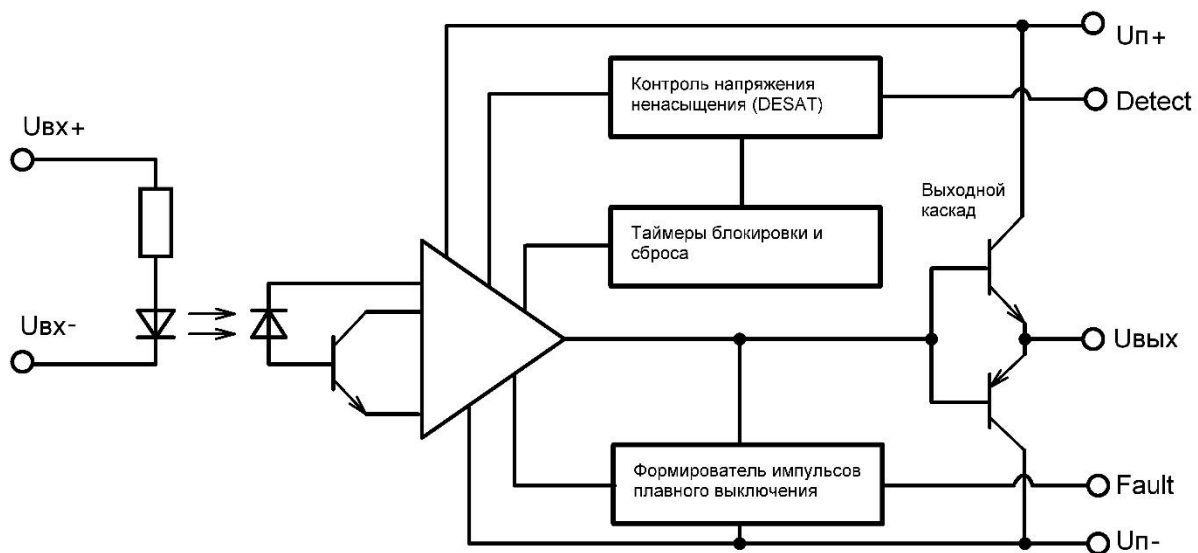 Uп+
Контроль напряжения
ненасыщения (DESAT)
Detect
Uвх+
Выходной
каскад
Таймеры блокировки и
сброса
Uвх-
Uвых
Формирователь импульсов
плавного выключения
Fault
Uп-